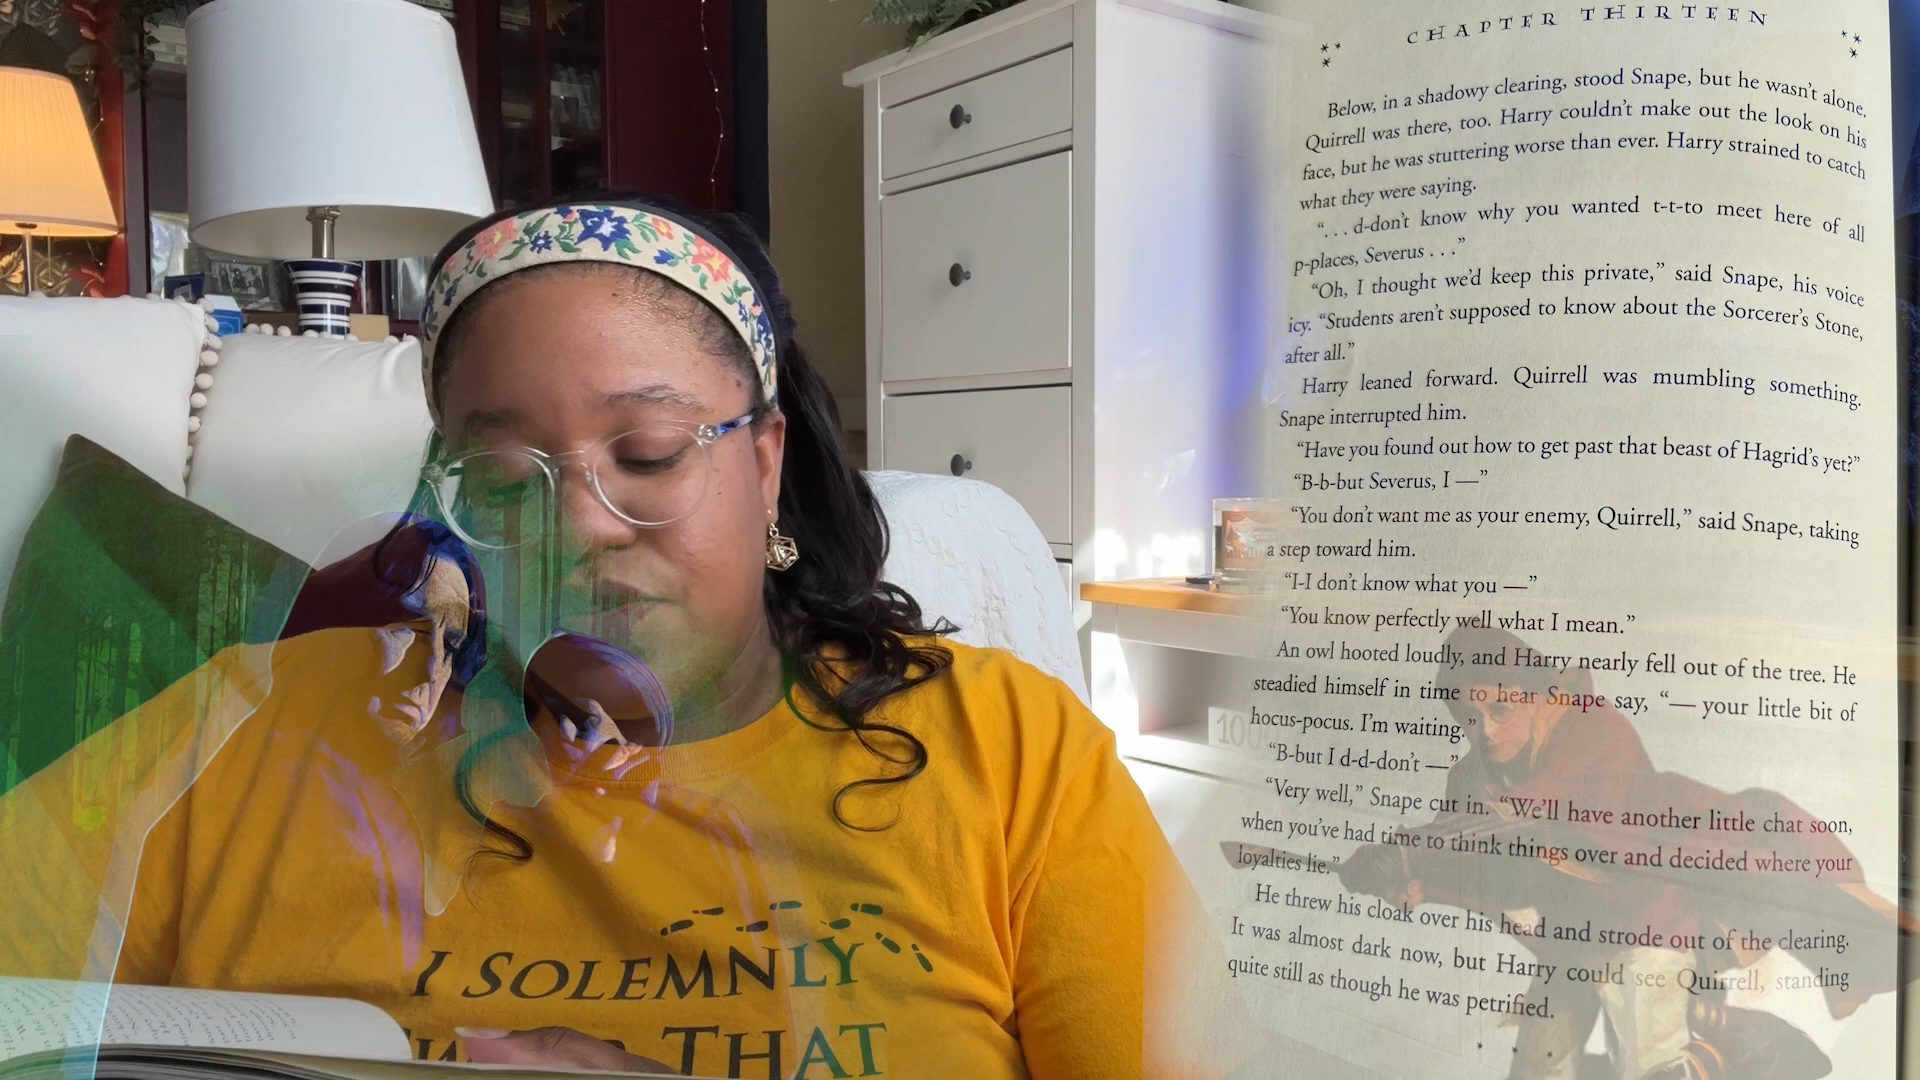 CHAPTER THIRTEEN
Below, in a shadowy clearing, stood Snape, but he wasn't alone.
Quirrell was there, too. Harry couldn't make out the look on his
face, but he was stuttering worse than ever. Harry strained to catch
what they were saying.
“. . . d-don't know why you wanted t-t-to meet here of all
p-places, Severus . . .”
“Oh, I thought we'd keep this private,” said Snape, his voice
icy. “Students aren't supposed to know about the Sorcerer's Stone,
after all.”
Harry leaned forward. Quirrell was mumbling something.
Snape interrupted him.
“Have you found out how to get past that beast of Hagrid's yet?”
“B-b-but Severus, I —”
“You don't want me as your enemy, Quirrell,” said Snape, taking
a step toward him.
“I-I don't know what you —”
“You know perfectly well what I mean.”
An owl hooted loudly, and Harry nearly fell out of the tree. He
steadied himself in time to hear Snape say, “— your little bit of
hocus-pocus. I'm waiting.”
“B-but I d-d-don't —”
“Very well,” Snape cut in. “We'll have another little chat soon,
when you've had time to think things over and decided where your
loyalties lie.”
He threw his cloak over his head and strode out of the clearing.
It was almost dark now, but Harry could see Quirrell, standing
quite still as though he was petrified.
I SOLEMNLY
THAT